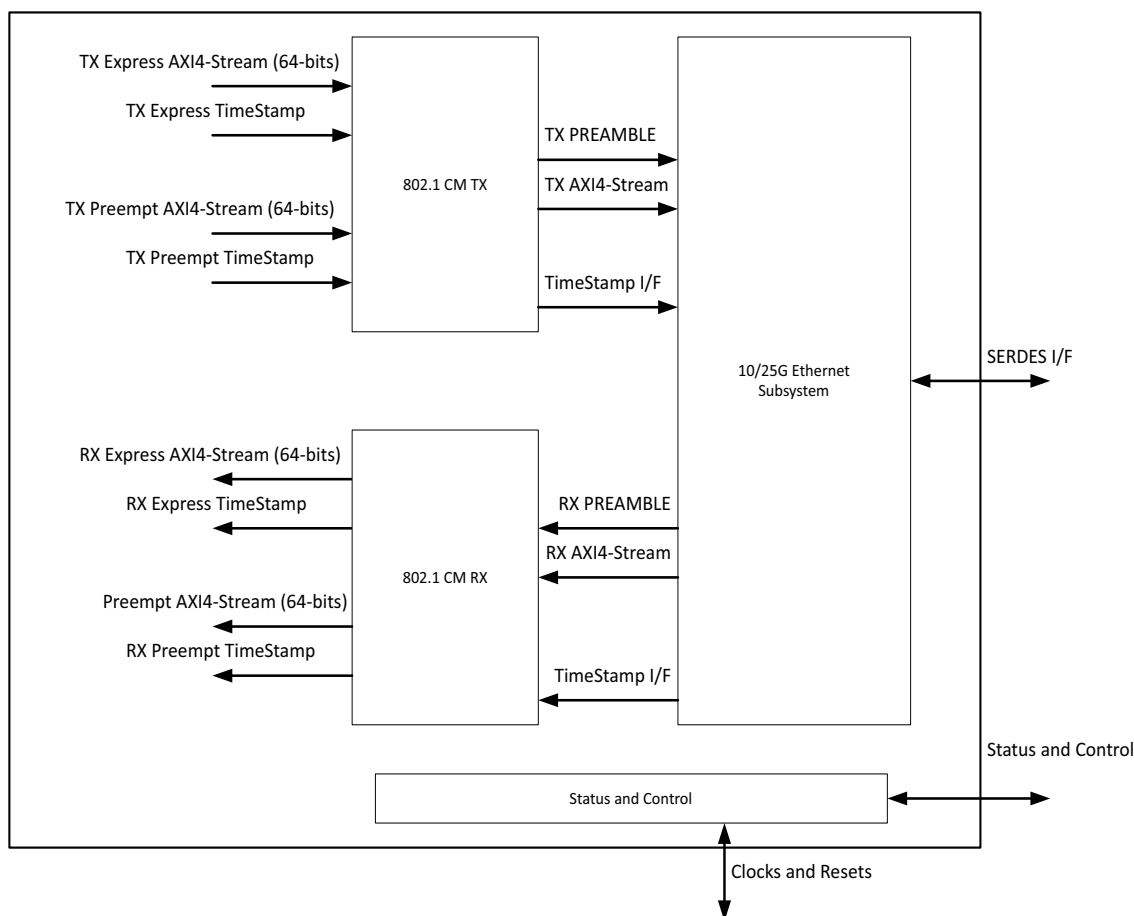 TX Express AXI4-Stream (64-bits)
TX Express TimeStamp
TX Preempt AXI4-Stream (64-bits)
TX Preempt TimeStamp
802.1 CM TX
TX PREAMBLE
TX AXI4-Stream
TimeStamp I/F
10/25G Ethernet
Subsystem
SERDES I/F
RX Express AXI4-Stream (64-bits)
RX Express TimeStamp
Preempt AXI4-Stream (64-bits)
RX Preempt TimeStamp
802.1 CM RX
RX PREAMBLE
RX AXI4-Stream
TimeStamp I/F
Status and Control
Status and Control
Clocks and Resets